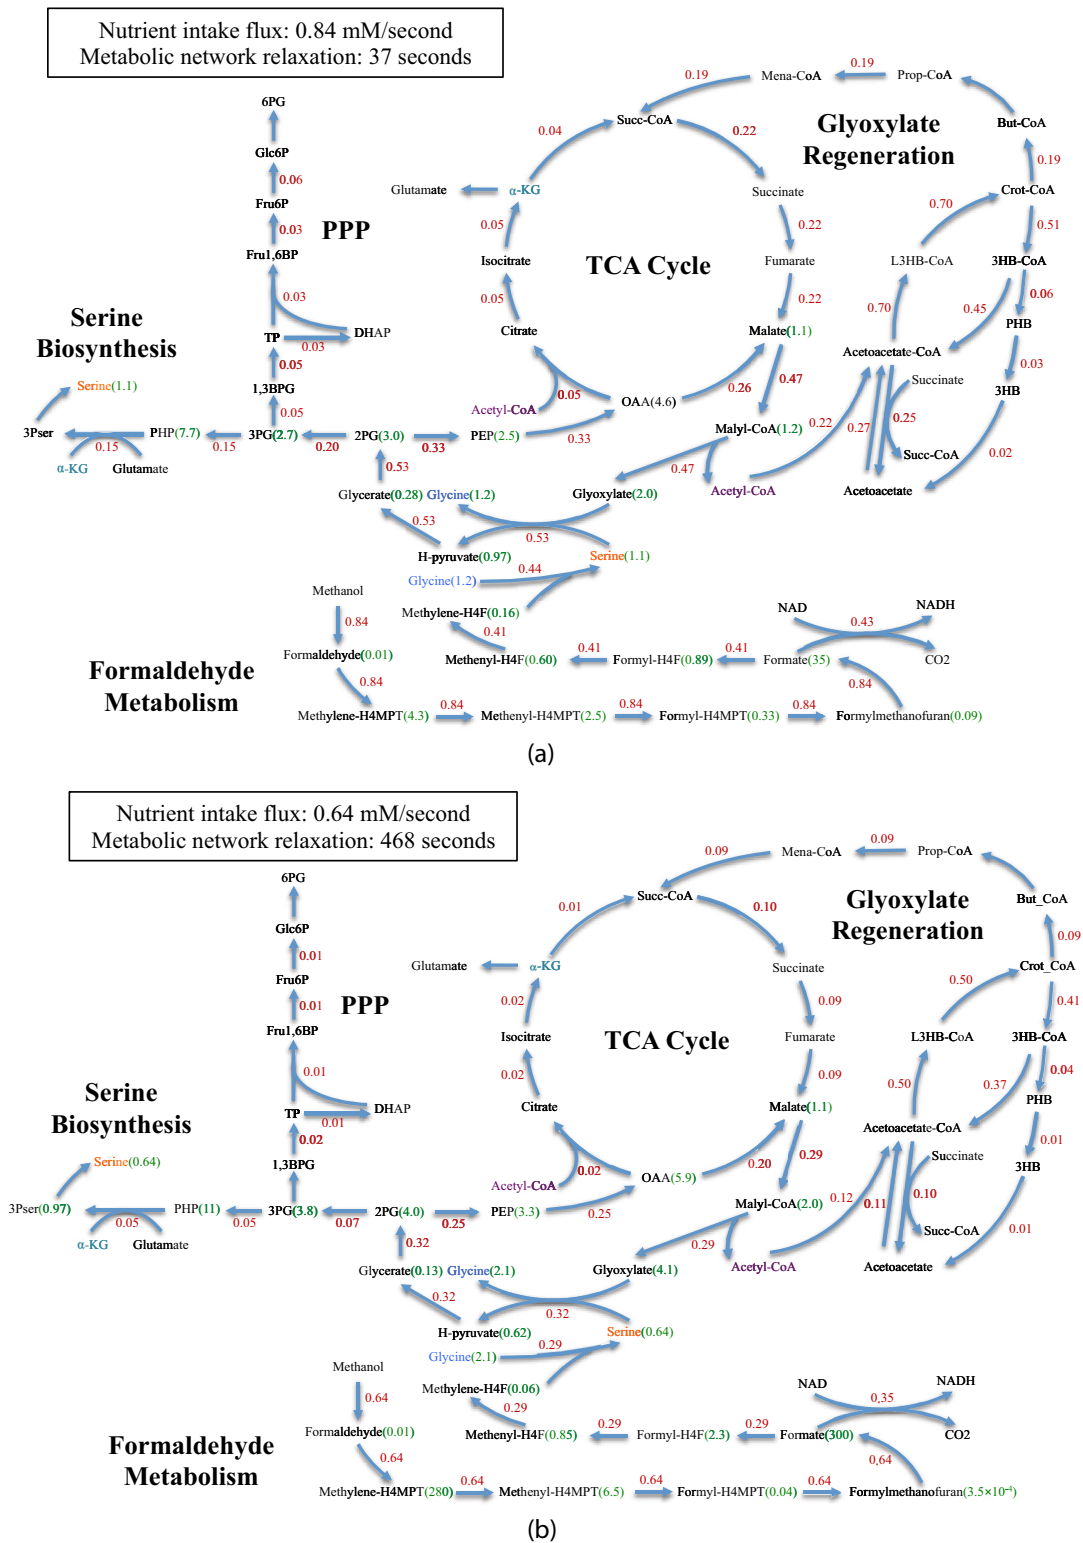 Nutrient intake flux: 0.84 mM/second
Metabolic network relaxation: 37 seconds
0.19
Mena-CoA
0.19
Prop-CoA
6PG
Succ-CoA
0.04
0.22
Glyoxylate
Regeneration
But-CoA
Glc6P
0.06
0.19
Fru6P
Glutamate
α-KG
Succinate
Crot-CoA
0.03
PPP
0.05
0.22
0.70
0.51
Fru1,6BP
Isocitrate
TCA Cycle
Fumarate
L3HB-CoA
3HB-CoA
0.03
0.05
0.22
0.70
0.45
0.06
Serine
Biosynthesis
TP
DHAP
0.03
Citrate
Malate(1.1)
PHB
Acetoacetate-CoA
0.05
0.03
Serine(1.1)
1,3BPG
0.26
0.47
Succinate
3HB
0.05
Acetyl-CoA
0.05
OAA(4.6)
0.22
0.27
0.25
3Pser
PHP(7.7)
3PG(2.7)
2PG(3.0)
PEP(2.5)
0.33
Malyl-CoA(1.2)
0.15
0.15
0.20
0.33
0.02
α-KG
Glutamate
0.53
0.47
Succ-CoA
Glycerate(0.28)
Glycine(1.2)
Glyoxylate(2.0)
Acetyl-CoA
Acetoacetate
0.53
0.53
H-pyruvate(0.97)
Serine(1.1)
0.44
Glycine(1.2)
Methanol
Methylene-H4F(0.16)
NAD
NADH
0.84
0.41
0.43
Formaldehyde(0.01)
Methenyl-H4F(0.60)
0.41
Formyl-H4F(0.89)
0.41
Formate(35)
CO2
Formaldehyde
Metabolism
0.84
0.84
Methylene-H4MPT(4.3)
0.84
Methenyl-H4MPT(2.5)
0.84
Formyl-H4MPT(0.33)
0.84
Formylmethanofuran(0.09)
(a)
Nutrient intake flux: 0.64 mM/second
Metabolic network relaxation: 468 seconds
0.09
Mena-CoA
0.09
Prop-CoA
6PG
Succ-CoA
0.01
0.10
Glyoxylate
Regeneration
But_CoA
Glc6P
0.01
0.09
Fru6P
Glutamate
α-KG
Succinate
Crot_CoA
0.01
PPP
0.02
0.09
0.50
0.41
Fru1,6BP
Isocitrate
TCA Cycle
Fumarate
L3HB-CoA
3HB-CoA
0.01
0.02
0.09
0.50
0.37
0.04
Serine
Biosynthesis
TP
DHAP
0.01
Citrate
Malate(1.1)
PHB
Acetoacetate-CoA
0.02
0.01
Serine(0.64)
1,3BPG
0.20
0.29
Succinate
3HB
Acetyl-CoA
0.02
OAA(5.9)
0.12
0.11
0.10
3Pser(0.97)
PHP(11)
3PG(3.8)
2PG(4.0)
PEP(3.3)
0.25
Malyl-CoA(2.0)
0.05
0.05
0.07
0.25
0.01
α-KG
Glutamate
0.32
0.29
Succ-CoA
Glycerate(0.13)
Glycine(2.1)
Glyoxylate(4.1)
Acetyl-CoA
Acetoacetate
0.32
0.32
H-pyruvate(0.62)
Serine(0.64)
0.29
Glycine(2.1)
Methanol
Methylene-H4F(0.06)
NAD
NADH
0.64
0.29
0,35
Formaldehyde(0.01)
Methenyl-H4F(0.85)
0.29
Formyl-H4F(2.3)
0.29
Formate(300)
CO2
Formaldehyde
Metabolism
0.64
0,64
Methylene-H4MPT(280)
0.64
Methenyl-H4MPT(6.5)
0.64
Formyl-H4MPT(0.04)
0.64
Formylmethanofuran(3.5×10⁻⁴)
(b)